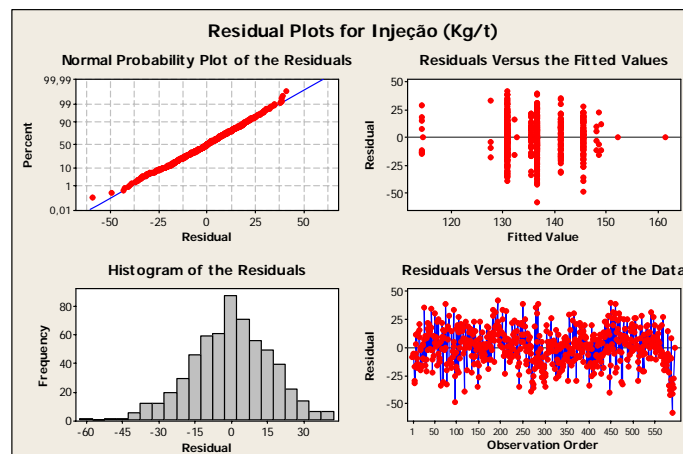 Residual Plots for Injeção (Kg/t)
Normal Probability Plot of the Residuals
99,99
99
90
50
10
1
0,01
Percent
-50 -25 0 25 50
Residual
Residuals Versus the Fitted Values
50
25
0
-25
-50
Residual
120 130 140 150 160
Fitted Value
Histogram of the Residuals
80
60
40
20
0
Frequency
-60 -45 -30 -15 0 15 30
Residual
Residuals Versus the Order of the Data
50
25
0
-25
-50
Residual
1 50 100 150 200 250 300 350 400 450 500 550
Observation Order